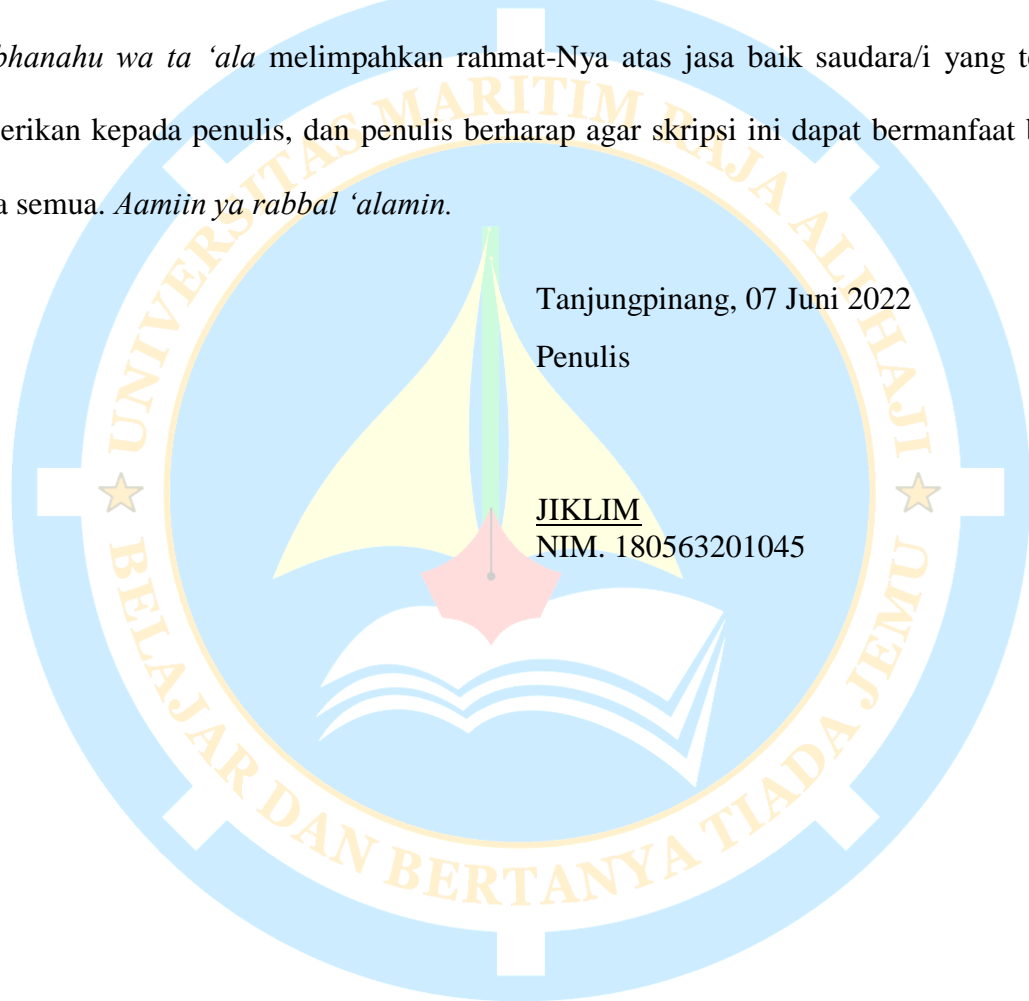 bhanahu wa ta ‘ala melimpahkan rahmat-Nya atas jasa baik saudara/i yang
erikan kepada penulis, dan penulis berharap agar skripsi ini dapat bermanfaat
a semua. Aamiin ya rabbal ‘alamin.
UNIVERSITAS MARITIM RAJA ALI HAJI
Tanjungpinang, 07 Juni 2022
Penulis
JIKLIM
NIM. 180563201045
BELAJAR DAN BERTANYA TIADA JEMU